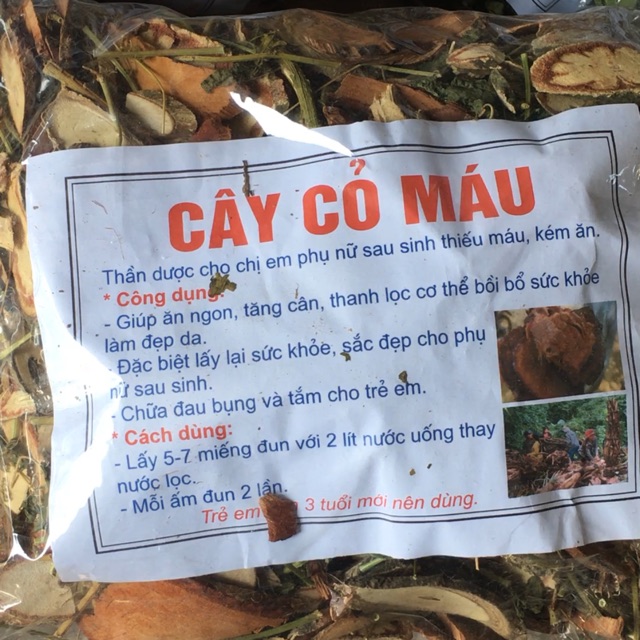 CÂY CỎ MÁU
Thần dược cho chị em phụ nữ sau sinh thiếu máu, kém ăn.
* Công dụng:
- Giúp ăn ngon, tăng cân, thanh lọc cơ thể bồi bổ sức khỏe
làm đẹp da.
- Đặc biệt lấy lại sức khỏe, sắc đẹp cho phụ
nữ sau sinh.
- Chữa đau bụng và tắm cho trẻ em.
* Cách dùng:
- Lấy 5-7 miếng đun với 2 lít nước uống thay
nước lọc.
- Mỗi ấm đun 2 lần.
Trẻ em 3 tuổi mới nên dùng.